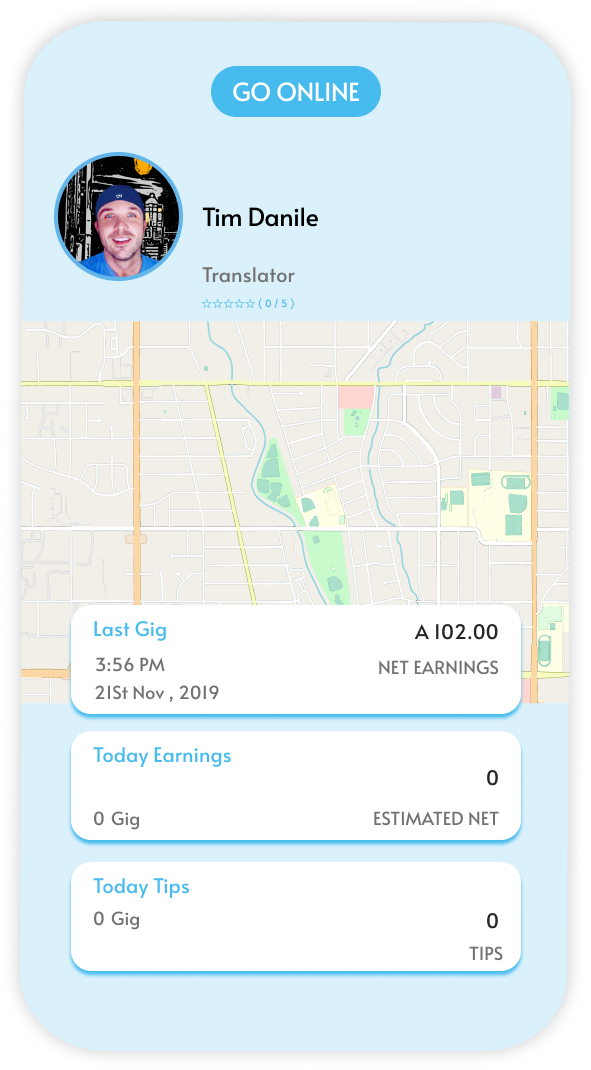 GO ONLINE
Tim Danile
Translator
☆☆☆☆☆ ( 0 / 5 )
Last Gig
A 102.00
3:56 PM
NET EARNINGS
21St Nov , 2019
Today Earnings
0
0 Gig
ESTIMATED NET
Today Tips
0 Gig
0
TIPS